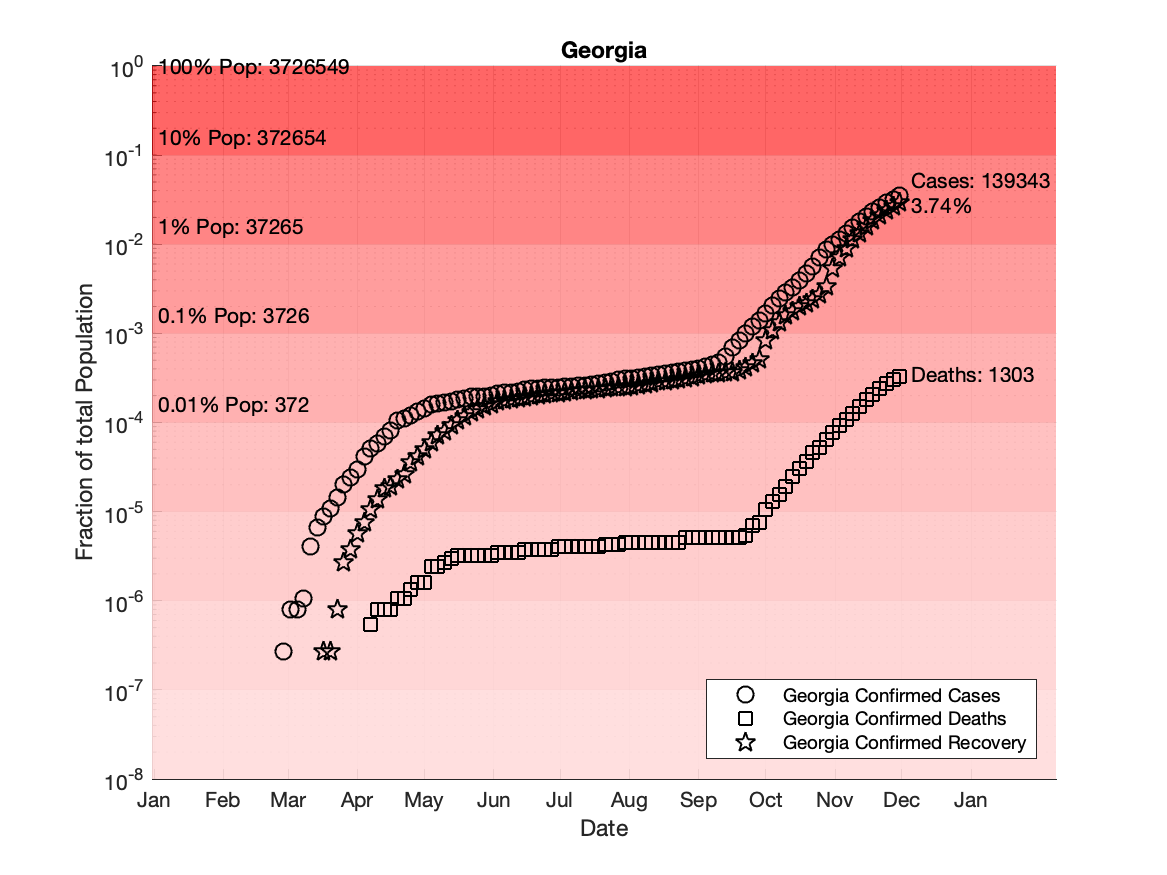 Georgia
10^0
100% Pop: 3726549
10% Pop: 372654
10^-1
Cases: 139343
3.74%
1% Pop: 37265
10^-2
0.1% Pop: 3726
10^-3
Deaths: 1303
0.01% Pop: 372
10^-4
10^-5
10^-6
10^-7
10^-8
Fraction of total Population
Georgia Confirmed Cases
Georgia Confirmed Deaths
Georgia Confirmed Recovery
Jan Feb Mar Apr May Jun Jul Aug Sep Oct Nov Dec Jan
Date